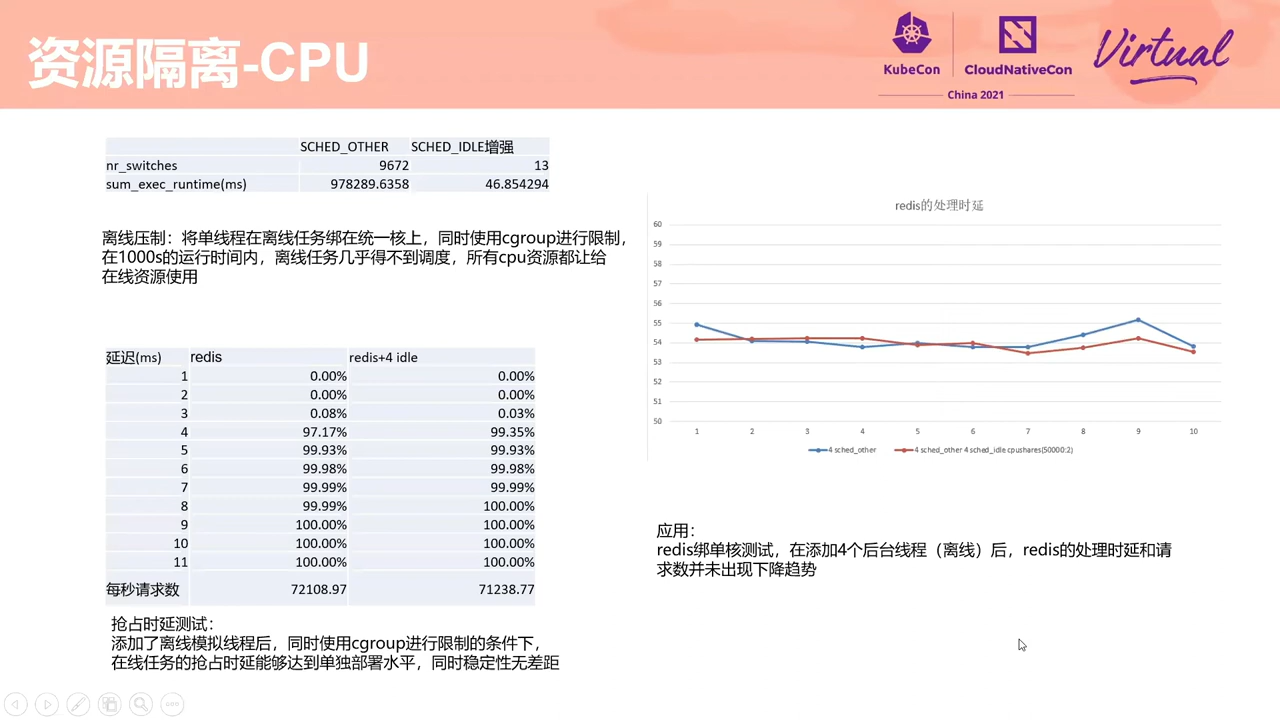 资源隔离-CPU
KubeCon
CloudNativeCon
China 2021
Virtual
SCHED_OTHER SCHED_IDLE增强
nr_switches 9672 13
sum_exec_runtime(ms) 978289.6358 46.854294
离线压制：将单线程在离线任务绑在统一核上，同时使用cgroup进行限制，
在1000s的运行时间内，离线任务几乎得不到调度，所有cpu资源都让给
在线资源使用
延迟(ms) redis redis+4 idle
1 0.00% 0.00%
2 0.00% 0.00%
3 0.08% 0.03%
4 97.17% 99.35%
5 99.93% 99.93%
6 99.98% 99.98%
7 99.99% 99.99%
8 99.99% 100.00%
9 100.00% 100.00%
10 100.00% 100.00%
11 100.00% 100.00%
每秒请求数 72108.97 71238.77
抢占时延测试：
添加了离线模拟线程后，同时使用cgroup进行限制的条件下，
在线任务的抢占时延能够达到单独部署水平，同时稳定性无差距
redis的处理时延
60
59
58
57
56
55
54
53
52
51
50
1 2 3 4 5 6 7 8 9 10
4 sched_other 4 sched_other 4 sched_idle cpushares(50000:2)
应用：
redis绑单核测试，在添加4个后台线程（离线）后，redis的处理时延和请
求数并未出现下降趋势